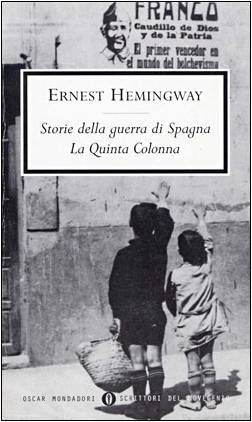 FRANCO
Caudillo de Dios
y de la Patria
El primer vencedor en
el mundo del bolchevismo
ERNEST HEMINGWAY
Storie della guerra di Spagna
La Quinta Colonna
OSCAR MONDADORI SCRITTORI DEL NOVECENTO